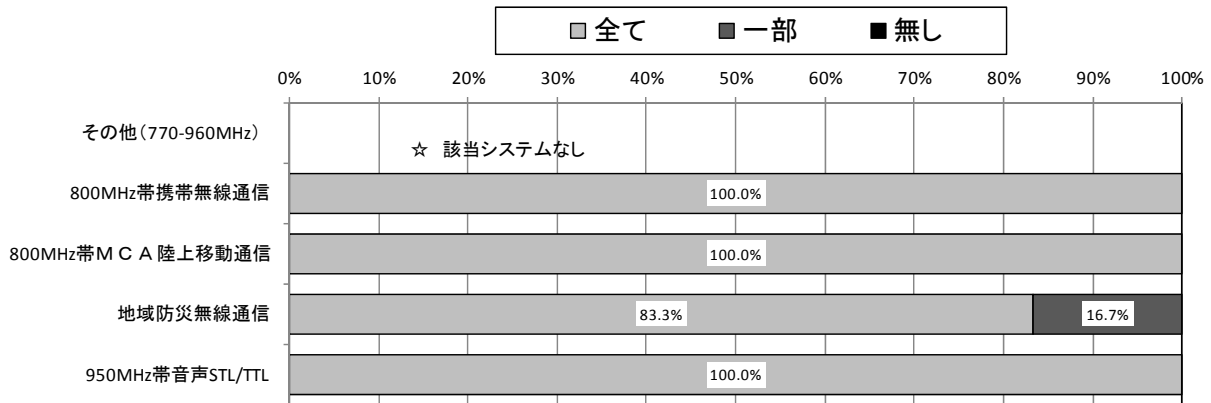 全て 一部 無し
0% 10% 20% 30% 40% 50% 60% 70% 80% 90% 100%
その他（770-960MHz）
☆ 該当システムなし
800MHz帯携帯無線通信 100.0%
800MHz帯ＭＣＡ陸上移動通信 100.0%
地域防災無線通信 83.3% 16.7%
950MHz帯音声STL/TTL 100.0%